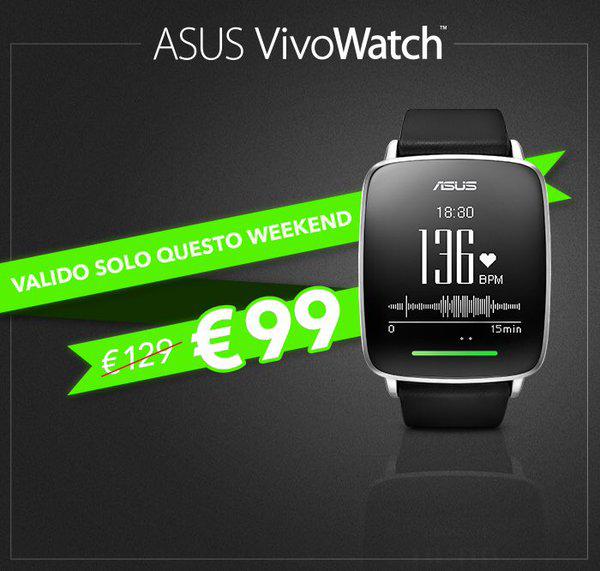 ASUS VivoWatch™
VALIDO SOLO QUESTO WEEKEND
€129 €99
ASUS
18:30
136 BPM
0 15min